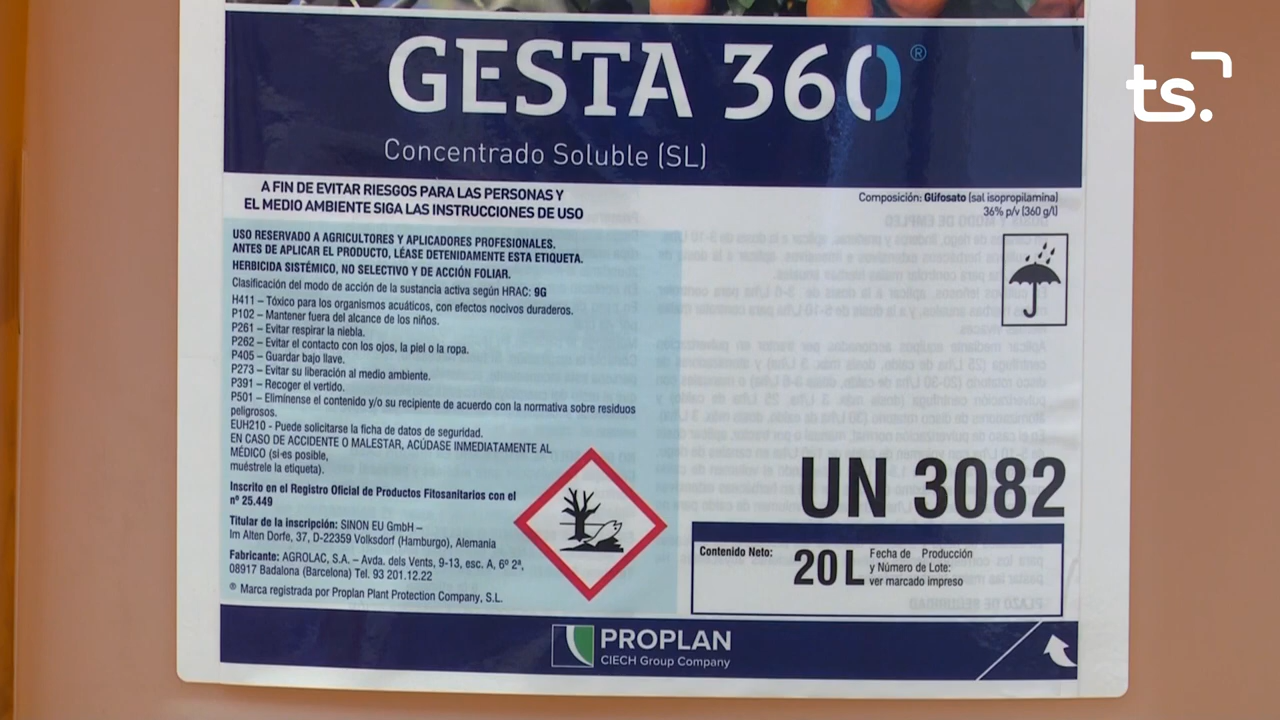 ts.
GESTA 360®
Concentrado Soluble (SL)
A FIN DE EVITAR RIESGOS PARA LAS PERSONAS Y
EL MEDIO AMBIENTE SIGA LAS INSTRUCCIONES DE USO
Composición: Glifosato (sal isopropilamina)
36% p/v (360 g/l)
USO RESERVADO A AGRICULTORES Y APLICADORES PROFESIONALES.
ANTES DE APLICAR EL PRODUCTO, LÉASE DETENIDAMENTE ESTA ETIQUETA.
HERBICIDA SISTÉMICO, NO SELECTIVO Y DE ACCIÓN FOLIAR.
Clasificación del modo de acción de la sustancia activa según HRAC: 9G
H411 – Tóxico para los organismos acuáticos, con efectos nocivos duraderos.
P102 – Mantener fuera del alcance de los niños.
P261 – Evitar respirar la niebla.
P262 – Evitar el contacto con los ojos, la piel o la ropa.
P405 – Guardar bajo llave.
P273 – Evitar su liberación al medio ambiente.
P391 – Recoger el vertido.
P501 – Elimínense el contenido y/o su recipiente de acuerdo con la normativa sobre residuos
peligrosos.
EUH210 - Puede solicitarse la ficha de datos de seguridad.
EN CASO DE ACCIDENTE O MALESTAR, ACÚDASE INMEDIATAMENTE AL
MÉDICO (si es posible,
muéstrele la etiqueta).
Inscrito en el Registro Oficial de Productos Fitosanitarios con el
nº 25.449
Titular de la inscripción: SINON EU GmbH –
Im Alten Dorfe, 37, D-22359 Volksdorf (Hamburgo), Alemania
Fabricante: AGROLAC, S.A. – Avda. dels Vents, 9-13, esc. A, 6º 2ª,
08917 Badalona (Barcelona) Tel. 93 201.12.22
® Marca registrada por Proplan Plant Protection Company, S.L.
UN 3082
Contenido Neto: 20 L
Fecha de Producción
y Número de Lote:
ver marcado impreso
PROPLAN
CIECH Group Company